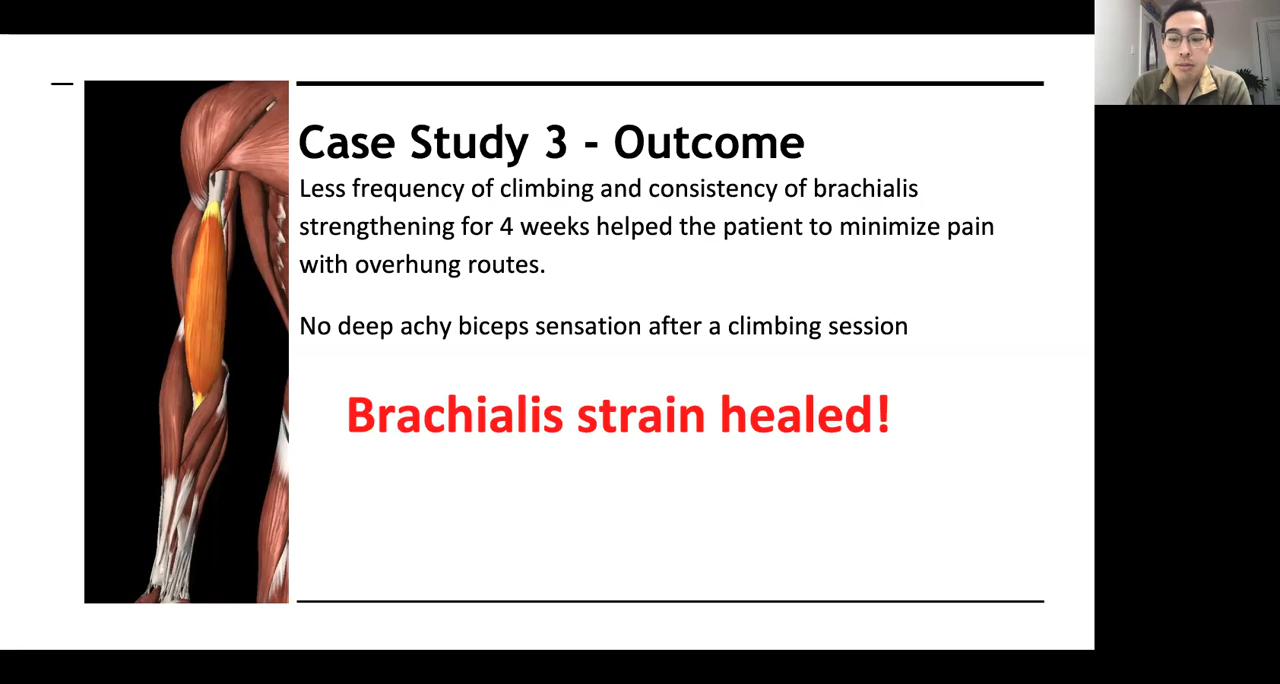 Case Study 3 - Outcome
Less frequency of climbing and consistency of brachialis
strengthening for 4 weeks helped the patient to minimize pain
with overhung routes.
No deep achy biceps sensation after a climbing session
Brachialis strain healed!